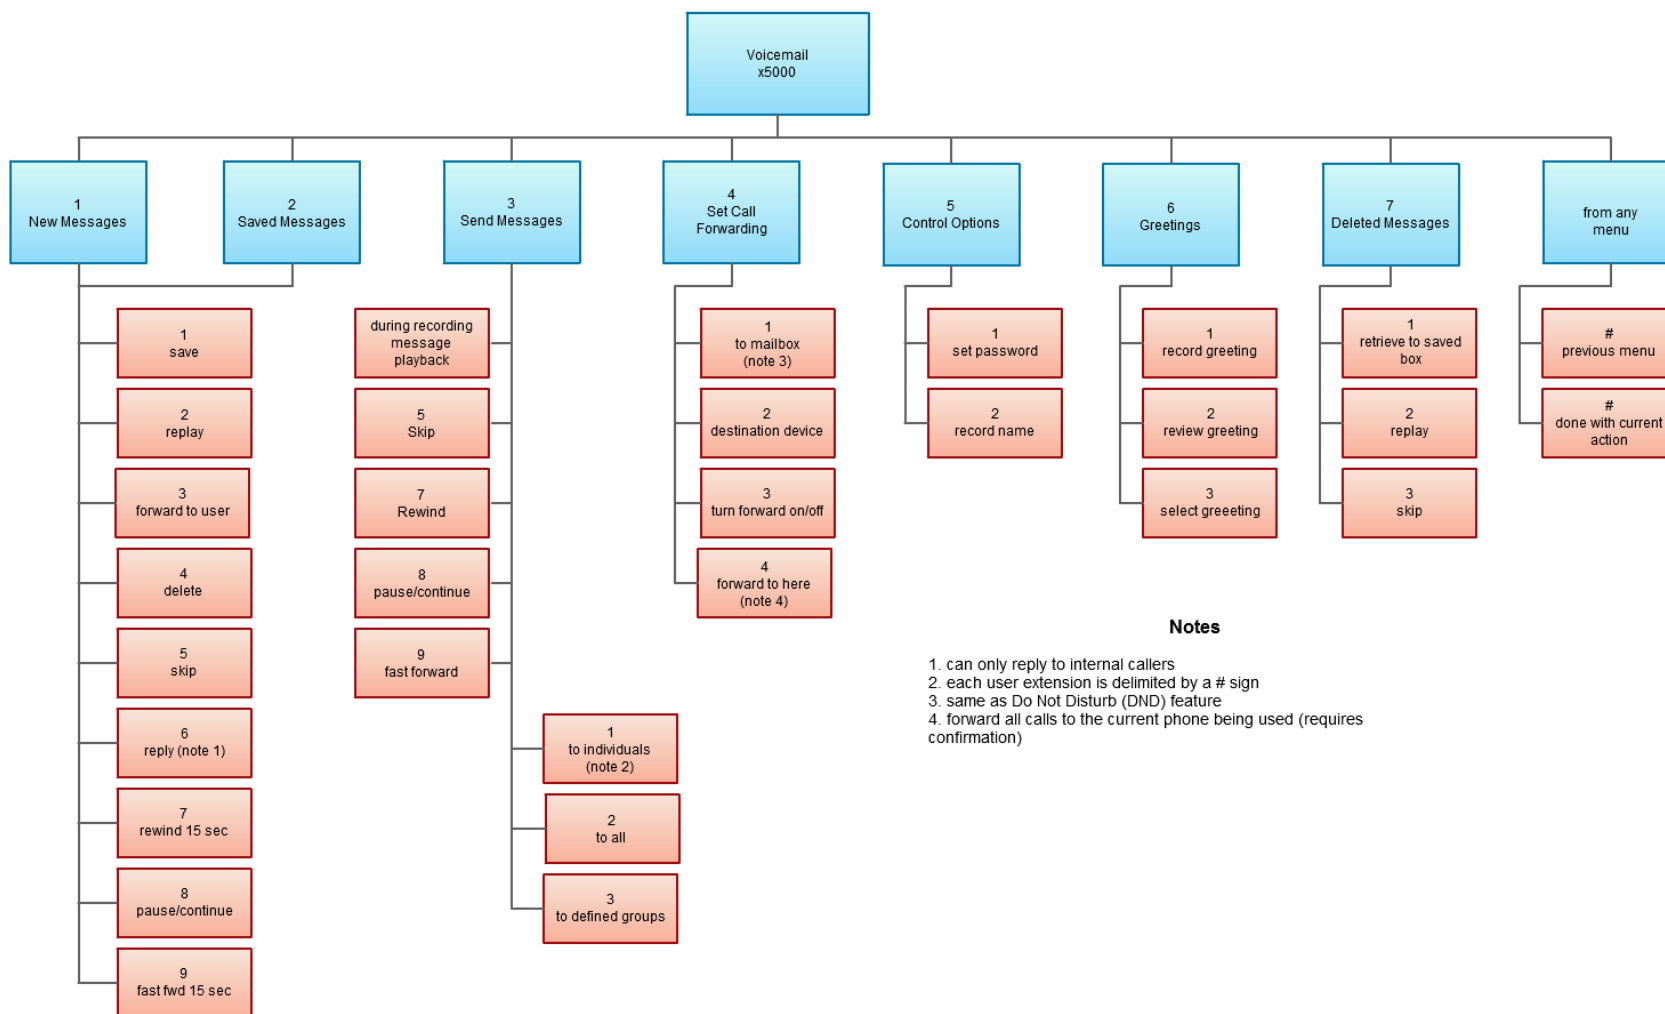 Voicemail
x5000
1
New Messages
2
Saved Messages
3
Send Messages
4
Set Call
Forwarding
5
Control Options
6
Greetings
7
Deleted Messages
from any
menu
1
save
2
replay
3
forward to user
4
delete
5
skip
6
reply (note 1)
7
rewind 15 sec
8
pause/continue
9
fast fwd 15 sec
during recording
message
playback
5
Skip
7
Rewind
8
pause/continue
9
fast forward
1
to individuals
(note 2)
2
to all
3
to defined groups
1
to mailbox
(note 3)
2
destination device
3
turn forward on/off
4
forward to here
(note 4)
1
set password
2
record name
1
record greeting
2
review greeting
3
select greeeting
1
retrieve to saved
box
2
replay
3
skip
#
previous menu
#
done with current
action
Notes
1. can only reply to internal callers
2. each user extension is delimited by a # sign
3. same as Do Not Disturb (DND) feature
4. forward all calls to the current phone being used (requires
confirmation)